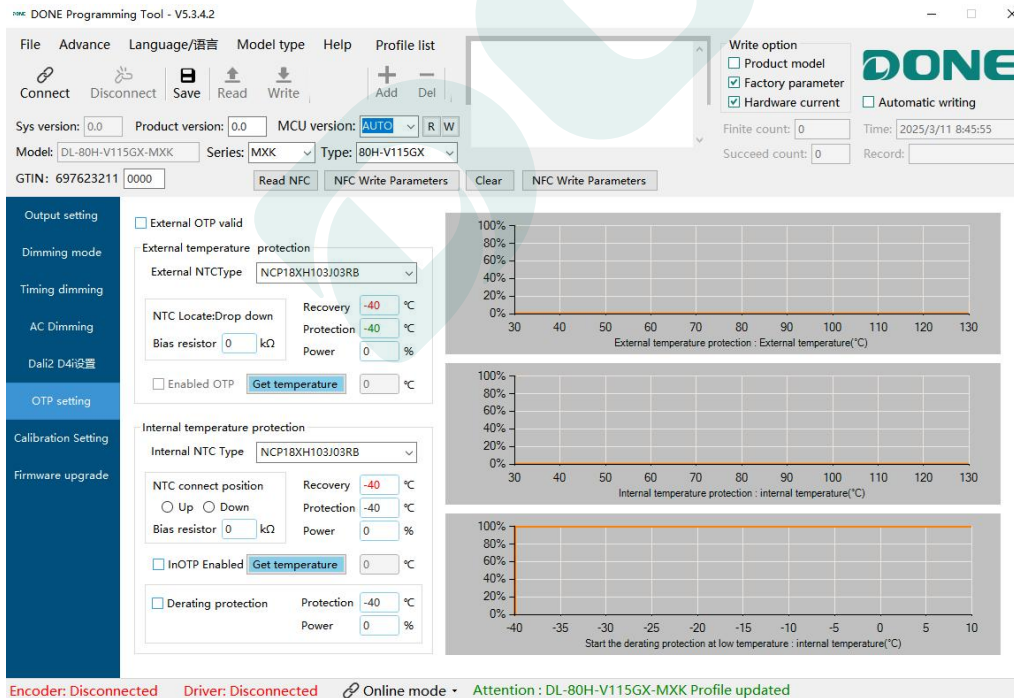 DONE DONE Programming Tool - V5.3.4.2
File Advance Language/语言 Model type Help Profile list
Connect Disconnect Save Read Write Add Del
Write option
Product model
Factory parameter
Hardware current
DONE
Automatic writing
Sys version: 0.0 Product version: 0.0 MCU version: AUTO R W
Finite count: 0 Time: 2025/3/11 8:45:55
Model: DL-80H-V115GX-MXK Series: MXK Type: 80H-V115GX
Succeed count: 0 Record:
GTIN: 697623211 0000 Read NFC NFC Write Parameters Clear NFC Write Parameters
Output setting
Dimming mode
Timing dimming
AC Dimming
Dali2 D4i设置
OTP setting
Calibration Setting
Firmware upgrade
External OTP valid
External temperature protection
External NTCType NCP18XH103J03RB
NTC Locate:Drop down
Bias resistor 0 kΩ
Recovery -40 °C
Protection -40 °C
Power 0 %
Enabled OTP Get temperature 0 °C
Internal temperature protection
Internal NTC Type NCP18XH103J03RB
NTC connect position
Up Down
Bias resistor 0 kΩ
Recovery -40 °C
Protection -40 °C
Power 0 %
InOTP Enabled Get temperature 0 °C
Derating protection Protection -40 °C
Power 0 %
100%
80%
60%
40%
20%
0%
30 40 50 60 70 80 90 100 110 120 130
External temperature protection : External temperature(°C)
100%
80%
60%
40%
20%
0%
30 40 50 60 70 80 90 100 110 120 130
Internal temperature protection : internal temperature(°C)
100%
80%
60%
40%
20%
0%
-40 -35 -30 -25 -20 -15 -10 -5 0 5 10
Start the derating protection at low temperature : internal temperature(°C)
Encoder: Disconnected Driver: Disconnected Online mode Attention : DL-80H-V115GX-MXK Profile updated